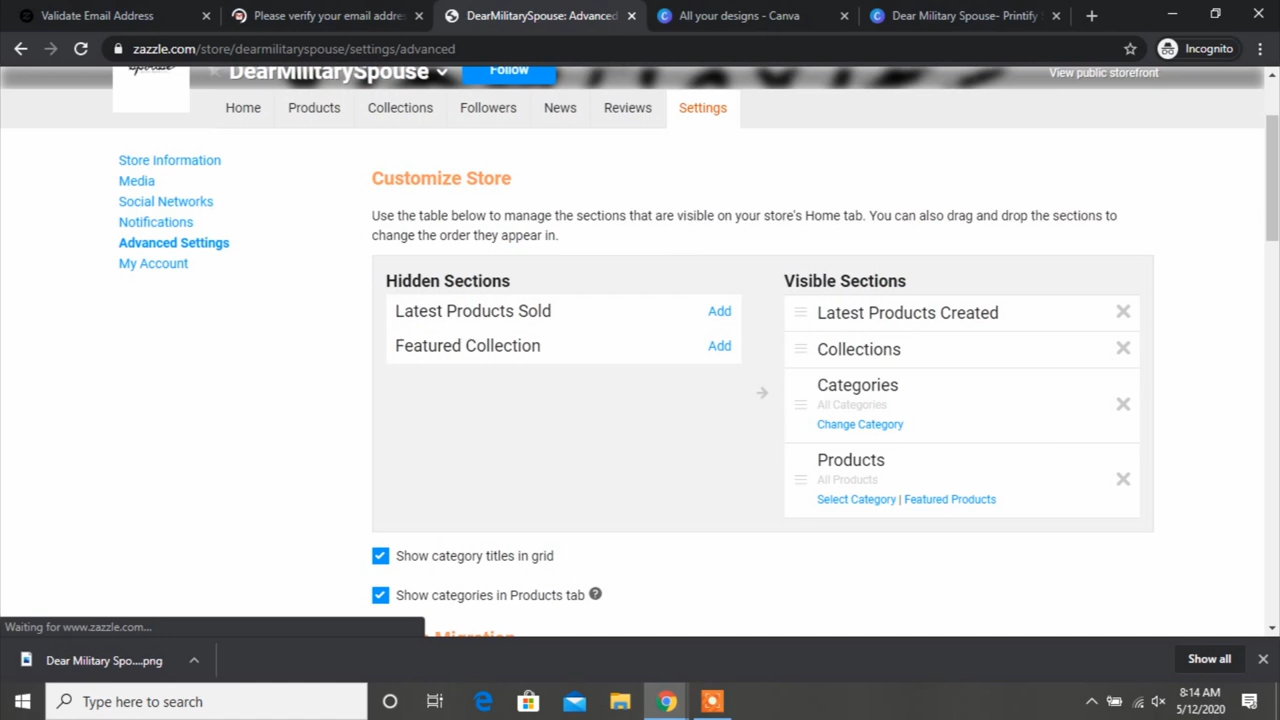 Validate Email Address
Please verify your email addre
DearMilitarySpouse: Advanced
All your designs - Canva
Dear Military Spouse- Printify
zazzle.com/store/dearmilitaryspouse/settings/advanced
Incognito
DearMilitarySpouse
Follow
View public storefront
Home
Products
Collections
Followers
News
Reviews
Settings
Store Information
Media
Social Networks
Notifications
Advanced Settings
My Account
Customize Store
Use the table below to manage the sections that are visible on your store's Home tab. You can also drag and drop the sections to
change the order they appear in.
Hidden Sections
Latest Products Sold Add
Featured Collection Add
Visible Sections
Latest Products Created
Collections
Categories
All Categories
Change Category
Products
All Products
Select Category | Featured Products
Show category titles in grid
Show categories in Products tab ?
Migration
Waiting for www.zazzle.com...
Dear Military Spo....png
Show all
Type here to search
8:14 AM
5/12/2020